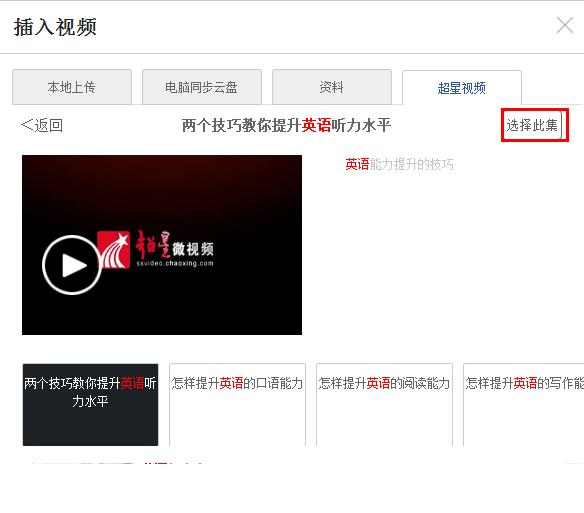 插入视频
本地上传
电脑同步云盘
资料
超星视频
<返回
两个技巧教你提升英语听力水平
选择此集
英语能力提升的技巧
超星微视频
ssvideo.chaoxing.com
两个技巧教你提升英语听
力水平
怎样提升英语的口语能力
怎样提升英语的阅读能力
怎样提升英语的写作能